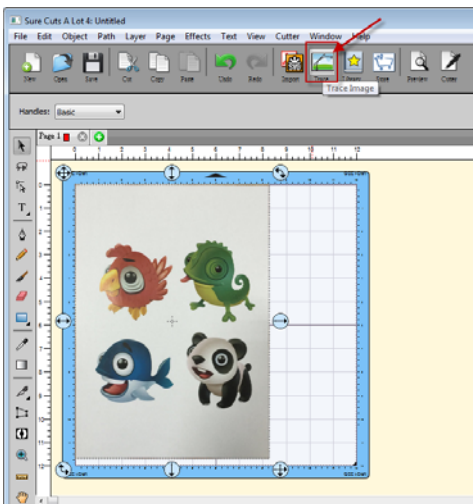 Sure Cuts A Lot 4: Untitled
File Edit Object Path Layer Page Effects Text View Cutter Window Help
New Open Save Cut Copy Paste Undo Redo Import Trace Library Preview Cutter
Trace Image
Handles: Basic
Page 1